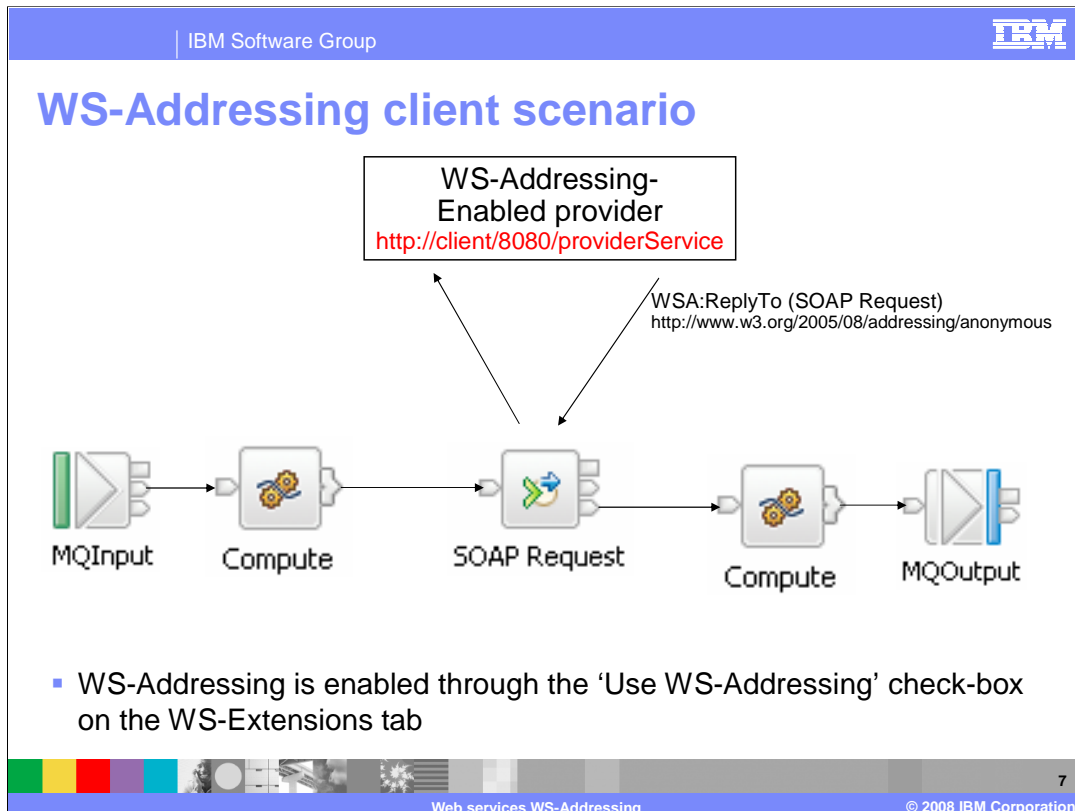 IBM Software Group
IBM
WS-Addressing client scenario
WS-Addressing-
Enabled provider
http://client/8080/providerService
WSA:ReplyTo (SOAP Request)
http://www.w3.org/2005/08/addressing/anonymous
MQInput
Compute
SOAP Request
Compute
MQOutput
▪ WS-Addressing is enabled through the ‘Use WS-Addressing’ check-box
on the WS-Extensions tab
7
Web services WS-Addressing
© 2008 IBM Corporation